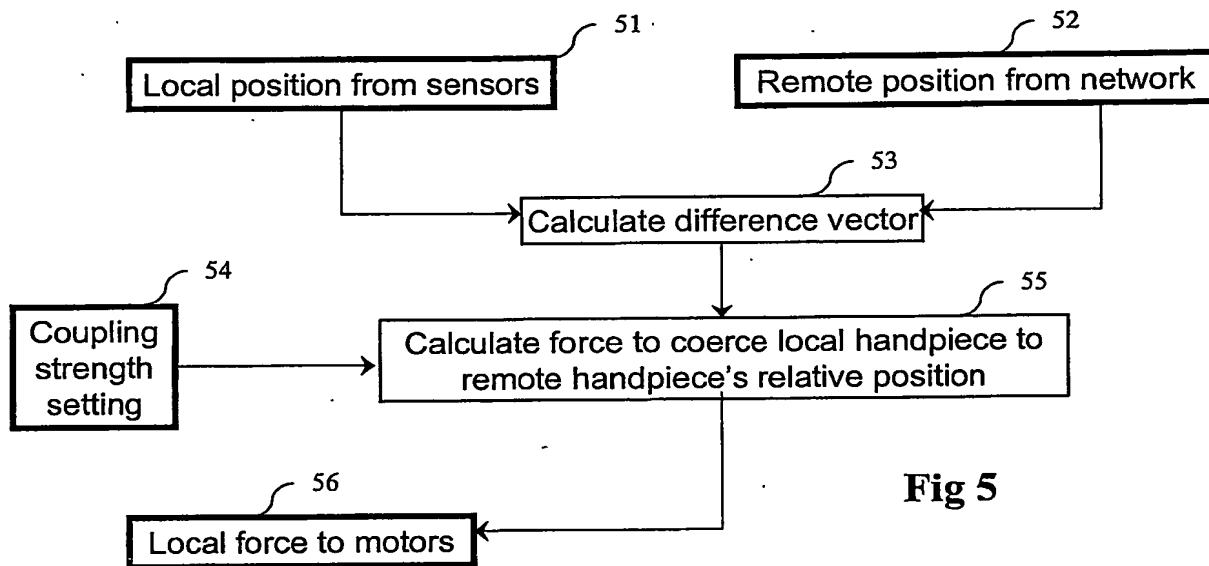 51
52
Local position from sensors
Remote position from network
53
Calculate difference vector
54
55
Coupling
strength
setting
Calculate force to coerce local handpiece to
remote handpiece's relative position
56
Local force to motors
Fig 5